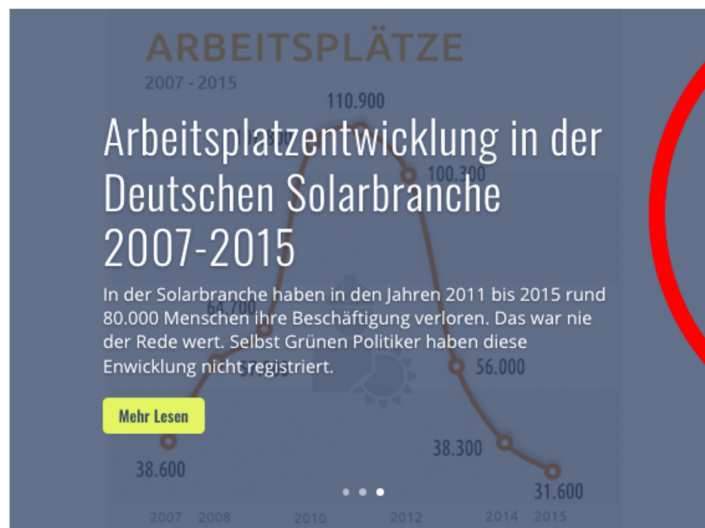 ARBEITSPLÄTZE
2007 - 2015
110.900
Arbeitsplatzentwicklung in der
100.300
Deutschen Solarbranche
2007-2015
In der Solarbranche haben in den Jahren 2011 bis 2015 rund
64.700
80.000 Menschen ihre Beschäftigung verloren. Das war nie
der Rede wert. Selbst Grünen Politiker haben diese
Enwicklung nicht registriert.
56.000
Mehr Lesen
38.300
38.600
31.600
2007 2008 2010 2012 2014 2015